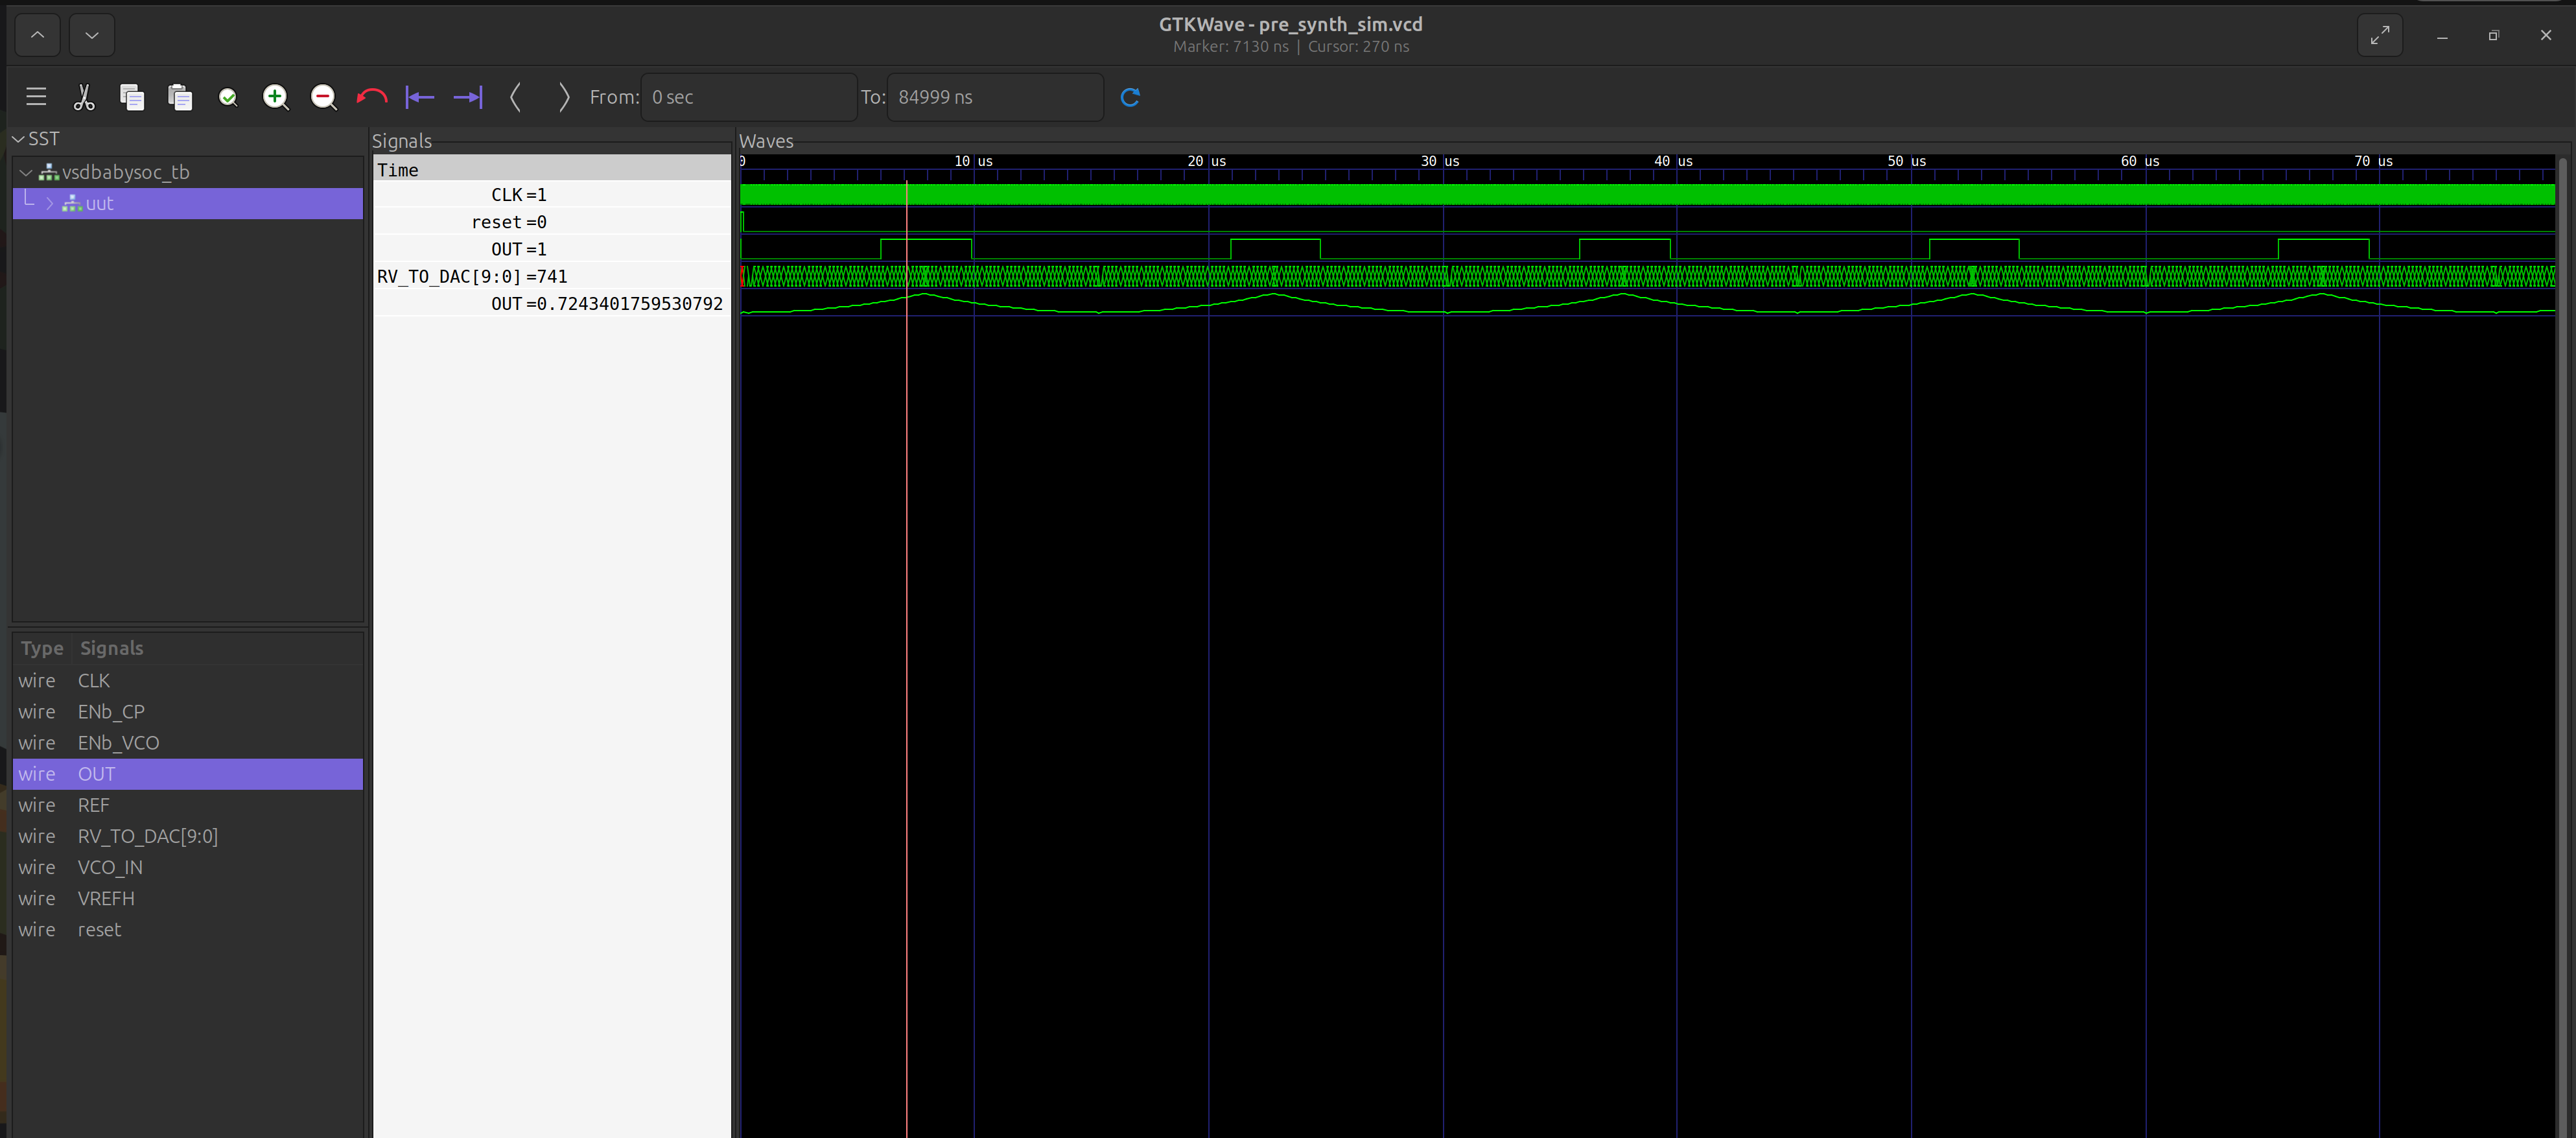 GTKWave - pre_synth_sim.vcd
Marker: 7130 ns | Cursor: 270 ns
From: 0 sec To: 84999 ns
SST
vsdbabysoc_tb
uut
Type Signals
wire CLK
wire ENb_CP
wire ENb_VCO
wire OUT
wire REF
wire RV_TO_DAC[9:0]
wire VCO_IN
wire VREFH
wire reset
Signals
Time
CLK =1
reset =0
OUT =1
RV_TO_DAC[9:0] =741
OUT =0.7243401759530792
Waves
0 10 us 20 us 30 us 40 us 50 us 60 us 70 us